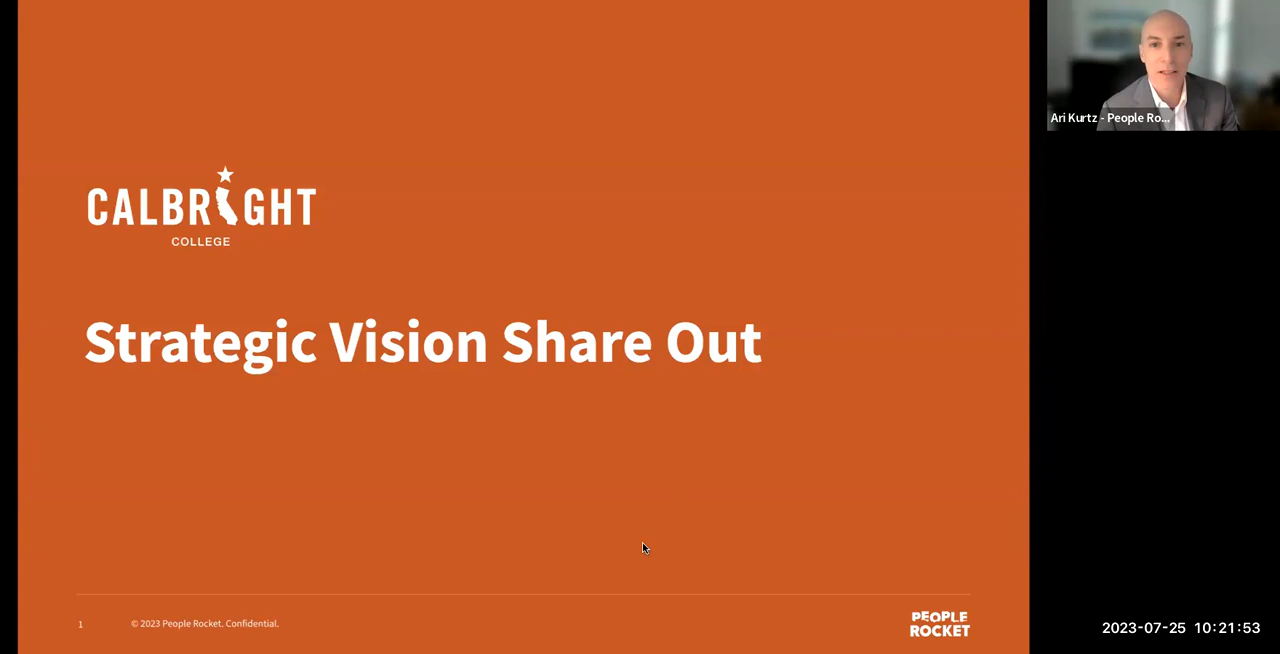 CALBRIGHT
COLLEGE
Strategic Vision Share Out
1
© 2023 People Rocket. Confidential.
PEOPLE
ROCKET
Ari Kurtz - People Ro...
2023-07-25 10:21:53